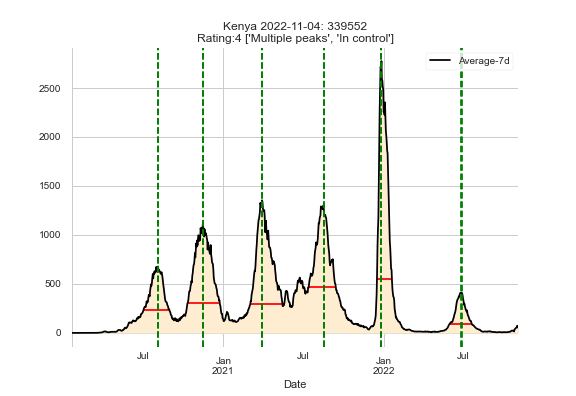 Kenya 2022-11-04: 339552
Rating:4 ['Multiple peaks', 'In control']
Average-7d
2500
2000
1500
1000
500
0
Jul
Jan
2021
Jul
Jan
2022
Jul
Date